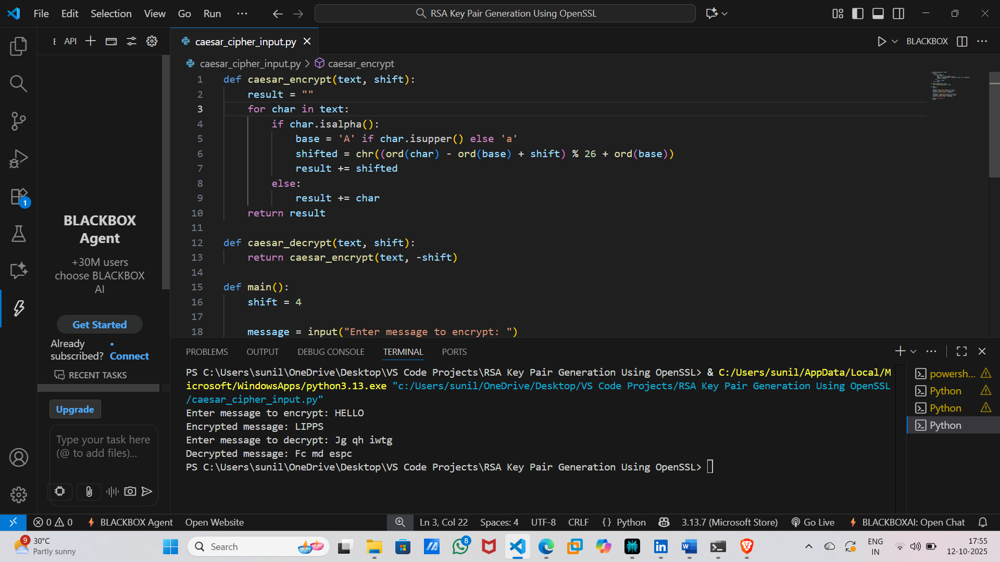 File Edit Selection View Go Run ···
RSA Key Pair Generation Using OpenSSL
API
caesar_cipher_input.py
BLACKBOX
caesar_cipher_input.py > caesar_encrypt
1 def caesar_encrypt(text, shift):
2 result = ""
3 for char in text:
4 if char.isalpha():
5 base = 'A' if char.isupper() else 'a'
6 shifted = chr((ord(char) - ord(base) + shift) % 26 + ord(base))
7 result += shifted
8 else:
9 result += char
10 return result
11
12 def caesar_decrypt(text, shift):
13 return caesar_encrypt(text, -shift)
14
15 def main():
16 shift = 4
17
18 message = input("Enter message to encrypt: ")
BLACKBOX
Agent
+30M users
choose BLACKBOX
AI
Get Started
Already
subscribed?
• Connect
RECENT TASKS
Upgrade
Type your task here
(@ to add files)...
1
PROBLEMS OUTPUT DEBUG CONSOLE TERMINAL PORTS
PS C:\Users\sunil\OneDrive\Desktop\VS Code Projects\RSA Key Pair Generation Using OpenSSL> & C:/Users/sunil/AppData/Local/M
icrosoft/WindowsApps/python3.13.exe "c:/Users/sunil/OneDrive/Desktop/VS Code Projects/RSA Key Pair Generation Using OpenSSL
/caesar_cipher_input.py"
Enter message to encrypt: HELLO
Encrypted message: LIPPS
Enter message to decrypt: Jg qh iwtg
Decrypted message: Fc md espc
PS C:\Users\sunil\OneDrive\Desktop\VS Code Projects\RSA Key Pair Generation Using OpenSSL>
powersh...
Python
Python
Python
0 0 BLACKBOX Agent Open Website Ln 3, Col 22 Spaces: 4 UTF-8 CRLF {} Python 3.13.7 (Microsoft Store) Go Live BLACKBOXAI: Open Chat
9
30°C
Partly sunny
Search
8
ENG
IN
17:55
12-10-2025